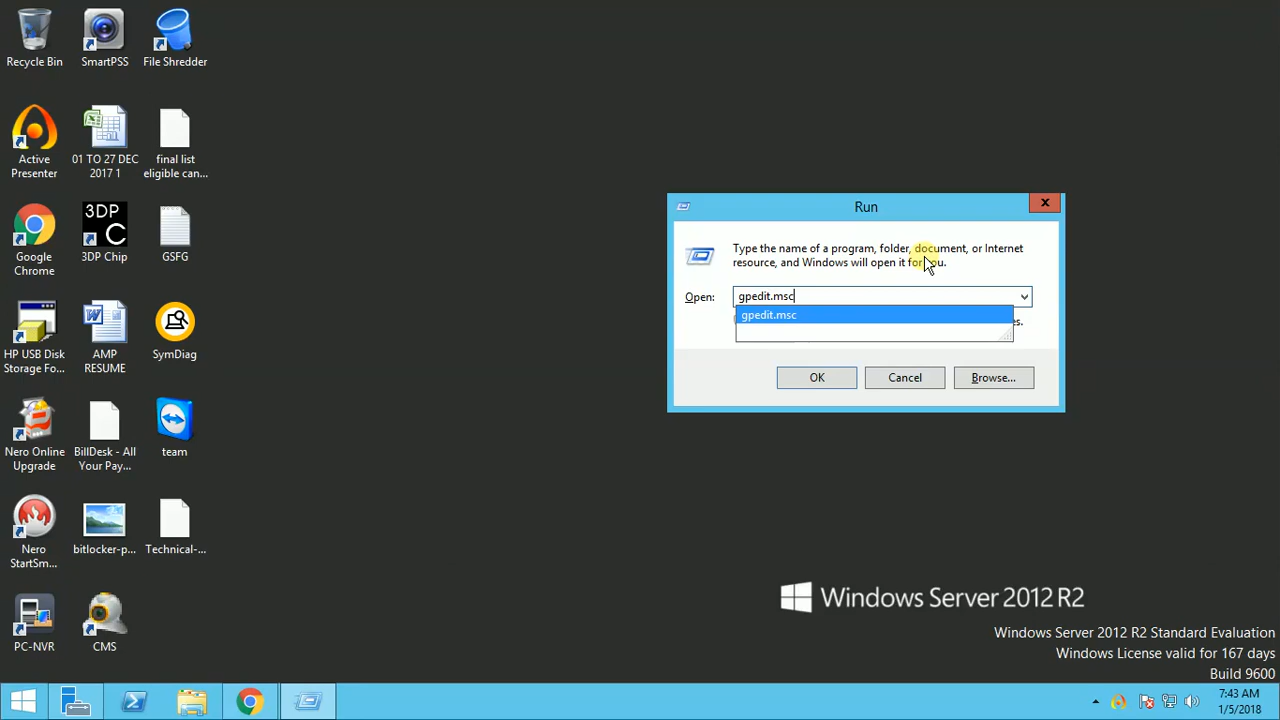 Recycle Bin
SmartPSS
File Shredder
Active
Presenter
01 TO 27 DEC
2017 1
final list
eligible can...
Google
Chrome
3DP
C
3DP Chip
GSFG
HP USB Disk
Storage Fo...
AMP
RESUME
SymDiag
Nero Online
Upgrade
BillDesk - All
Your Pay...
team
Nero
StartSm...
bitlocker-p...
Technical-...
PC-NVR
CMS
Run
Type the name of a program, folder, document, or Internet
resource, and Windows will open it for you.
Open:
gpedit.msc
gpedit.msc
es.
OK
Cancel
Browse...
Windows Server 2012 R2
Windows Server 2012 R2 Standard Evaluation
Windows License valid for 167 days
Build 9600
7:43 AM
1/5/2018